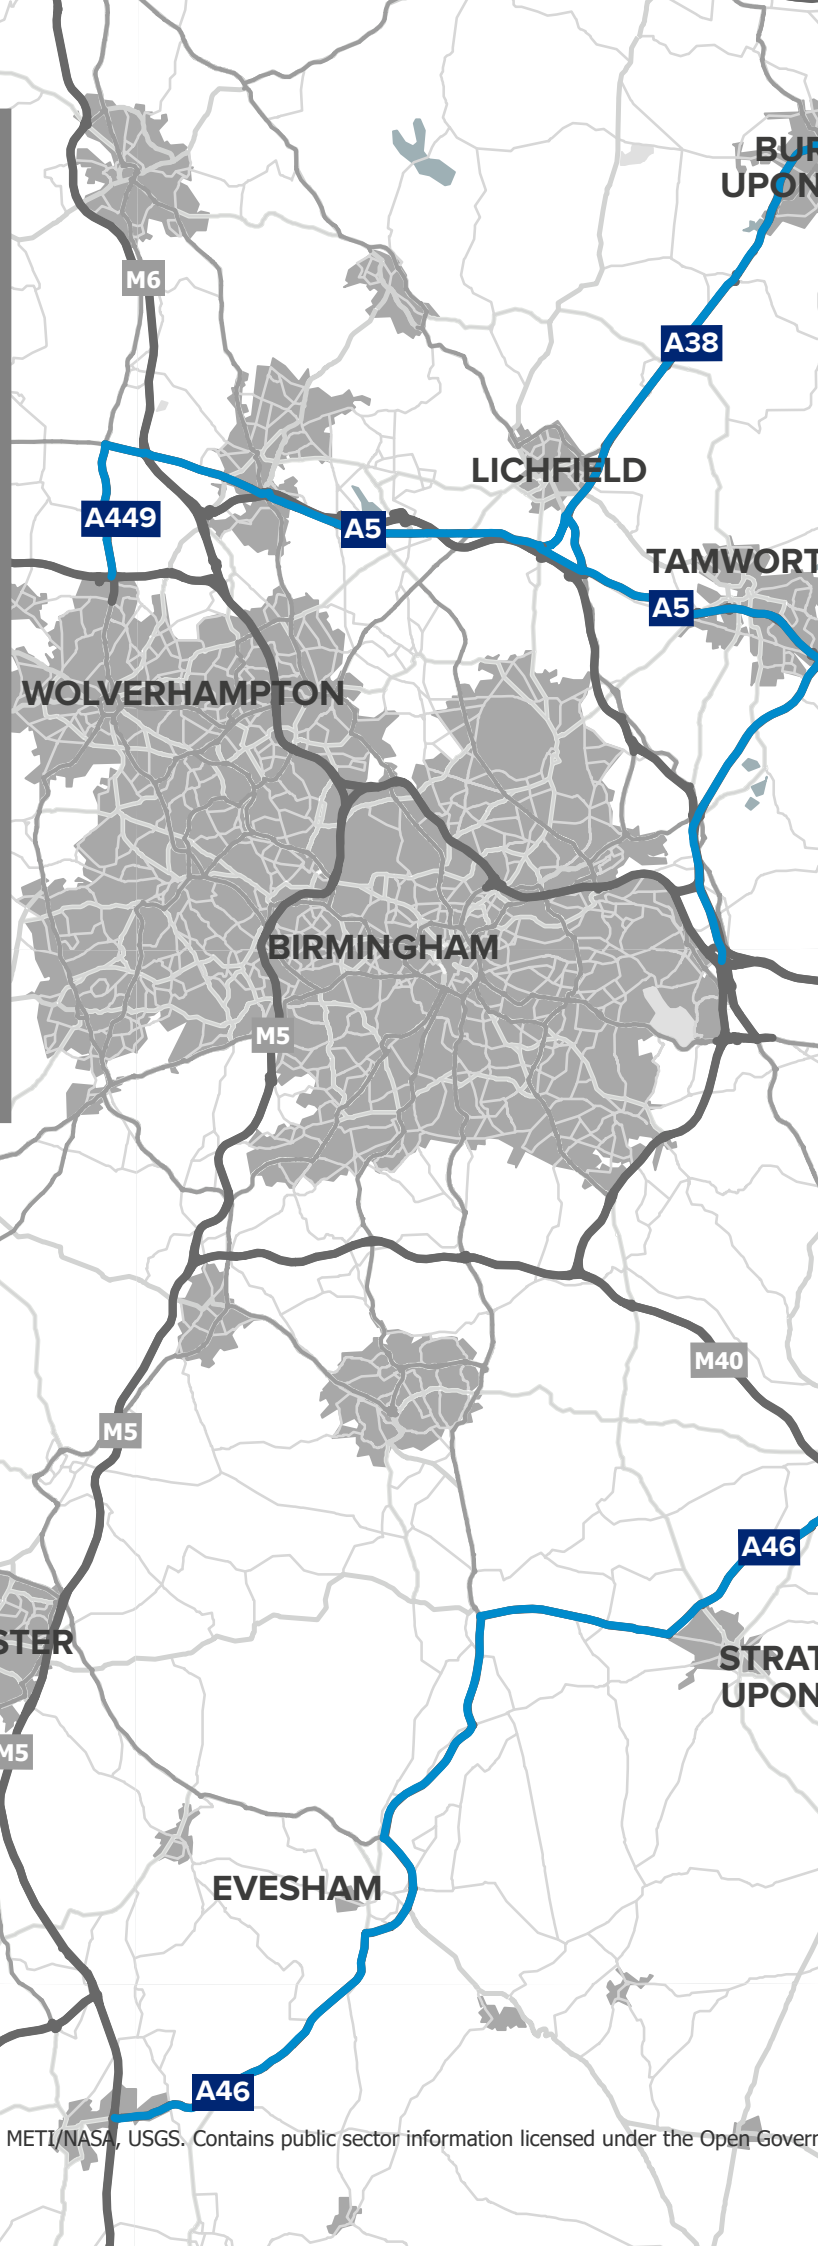 BUR
UPON
M6
A38
LICHFIELD
A449
A5
TAMWORT
A5
WOLVERHAMPTON
BIRMINGHAM
M5
M40
M5
A46
STER
STRAT
UPON
M5
EVESHAM
A46
METI/NASA, USGS. Contains public sector information licensed under the Open Govern